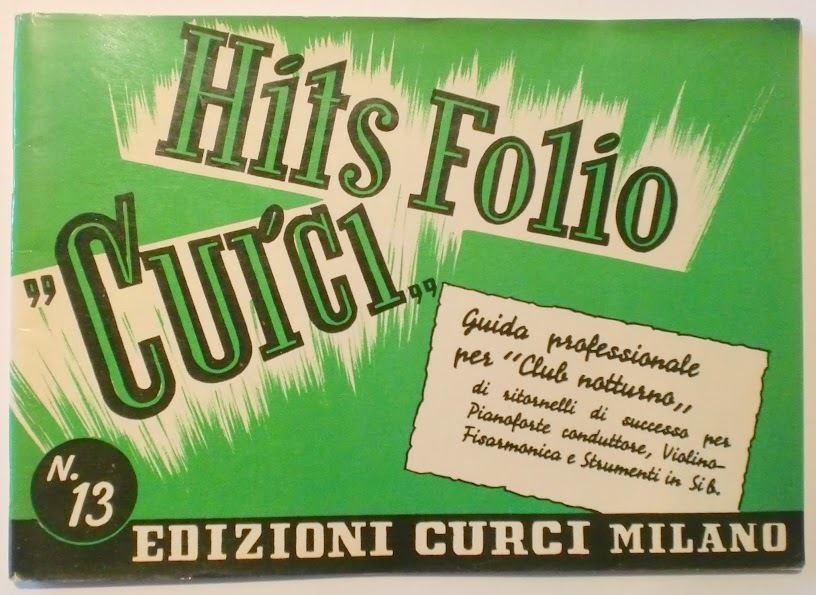 Hits Folio
"Curci„
Guida professionale
per "Club notturno„
di ritornelli di successo per
Pianoforte conduttore, Violino-
Fisarmonica e Strumenti in Sib.
N.
13
EDIZIONI CURCI MILANO